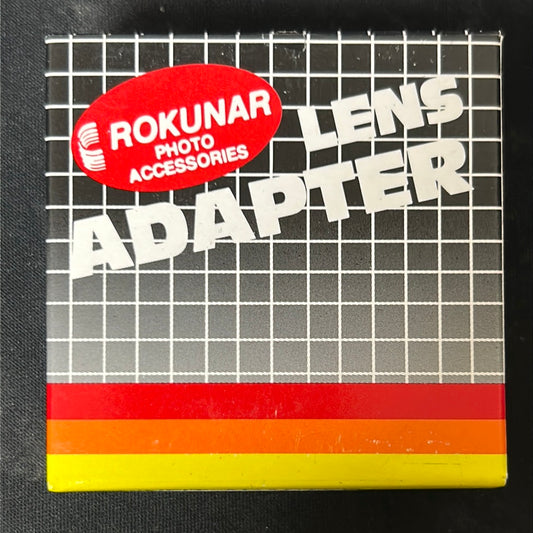 ROKUNAR
PHOTO
ACCESSORIES
LENS
ADAPTER